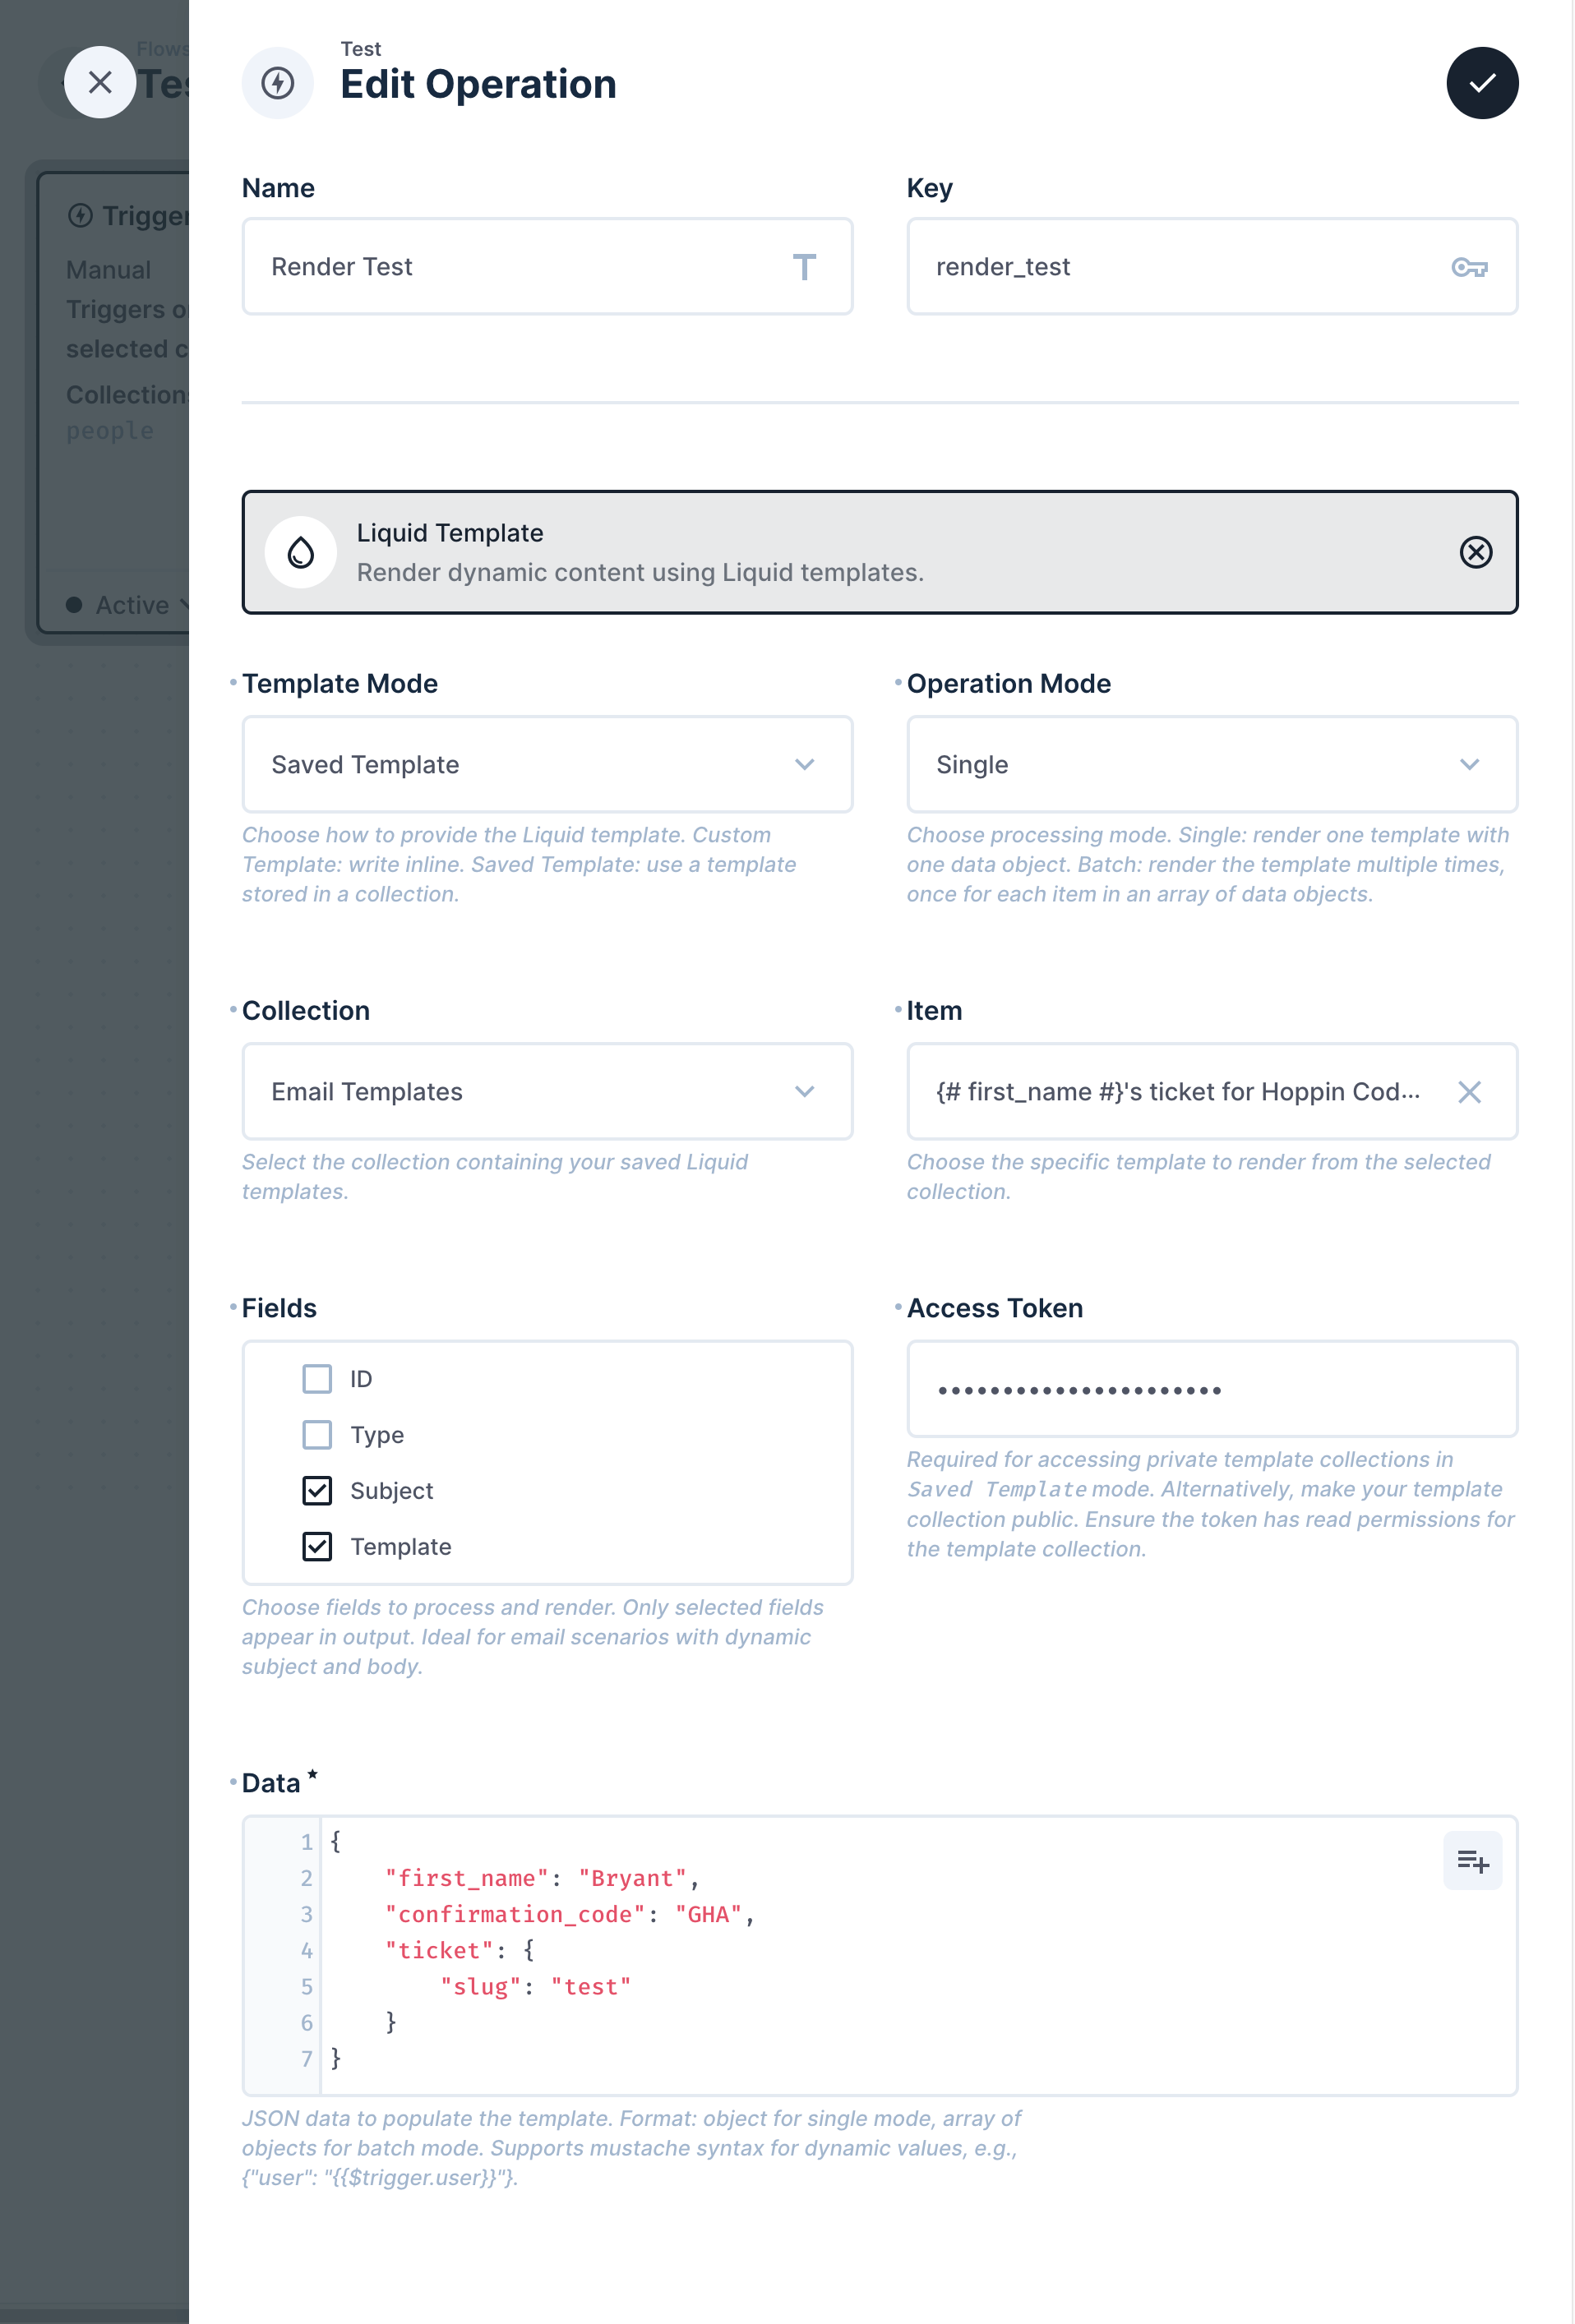 Flows
Tes
Trigger
Manual
Triggers o
selected c
Collections
people
Active
Test
Edit Operation
Name
Key
Render Test
render_test
Liquid Template
Render dynamic content using Liquid templates.
Template Mode
Operation Mode
Saved Template
Single
Choose how to provide the Liquid template. Custom
Template: write inline. Saved Template: use a template
stored in a collection.
Choose processing mode. Single: render one template with
one data object. Batch: render the template multiple times,
once for each item in an array of data objects.
Collection
Item
Email Templates
{# first_name #}'s ticket for Hoppin Cod...
Select the collection containing your saved Liquid
templates.
Choose the specific template to render from the selected
collection.
Fields
Access Token
ID
Type
Subject
Template
••••••••••••••••••••••
Choose fields to process and render. Only selected fields
appear in output. Ideal for email scenarios with dynamic
subject and body.
Required for accessing private template collections in
Saved Template mode. Alternatively, make your template
collection public. Ensure the token has read permissions for
the template collection.
Data *
1 {
2 "first_name": "Bryant",
3 "confirmation_code": "GHA",
4 "ticket": {
5 "slug": "test"
6 }
7 }
JSON data to populate the template. Format: object for single mode, array of
objects for batch mode. Supports mustache syntax for dynamic values, e.g.,
{"user": "{{$trigger.user}}"}.